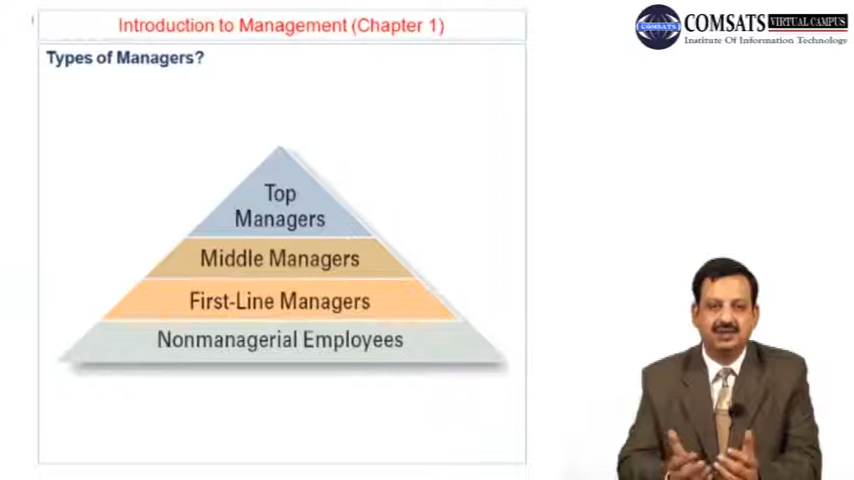 Introduction to Management (Chapter 1)
COMSATS VIRTUAL CAMPUS
Institute Of Information Technology
COMSATS
Types of Managers?
Top
Managers
Middle Managers
First-Line Managers
Nonmanagerial Employees